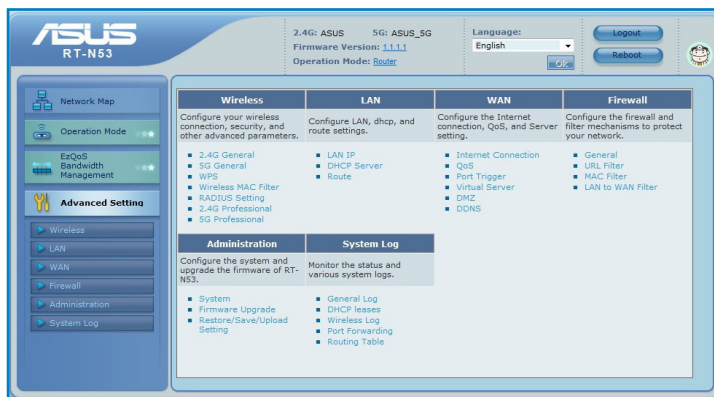 ASUS
RT-N53
2.4G: ASUS 5G: ASUS_5G
Firmware Version: 1.1.1.1
Operation Mode: Router
Language:
English
Ok
Logout
Reboot
Network Map
Operation Mode
EzQoS
Bandwidth
Management
Advanced Setting
Wireless
LAN
WAN
Firewall
Administration
System Log
Wireless
Configure your wireless
connection, security, and
other advanced parameters.
2.4G General
5G General
WPS
Wireless MAC Filter
RADIUS Setting
2.4G Professional
5G Professional
LAN
Configure LAN, dhcp, and
route settings.
LAN IP
DHCP Server
Route
WAN
Configure the Internet
connection, QoS, and Server
setting.
Internet Connection
QoS
Port Trigger
Virtual Server
DMZ
DDNS
Firewall
Configure the firewall and
filter mechanisms to protect
your network.
General
URL Filter
MAC Filter
LAN to WAN Filter
Administration
Configure the system and
upgrade the firmware of RT-
N53.
System
Firmware Upgrade
Restore/Save/Upload
Setting
System Log
Monitor the status and
various system logs.
General Log
DHCP leases
Wireless Log
Port Forwarding
Routing Table